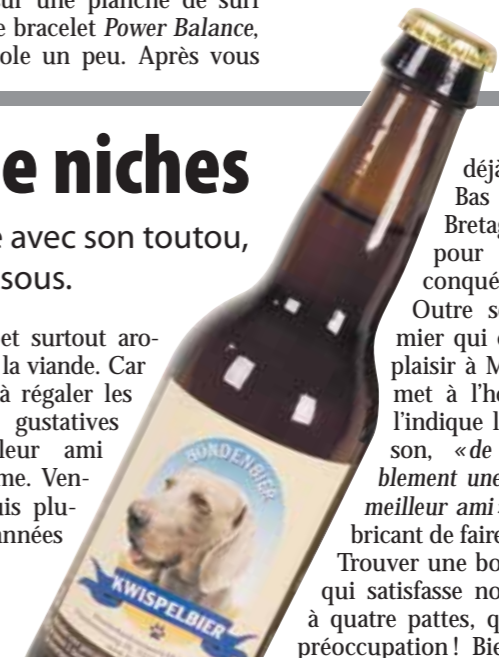 sur une planche de surf
e bracelet Power Balance,
ole un peu. Après vous
e niches
e avec son toutou,
sous.
et surtout aro-
la viande. Car
à régaler les
gustatives
leur ami
me. Ven-
uis plu-
années
HONDENBIER
KWISPELBIER
déjà
Bas
Bretag
pour
conqué
Outre s
mier qui
plaisir à M
met à l'h
l'indique l
son, «de
blement une
meilleur ami
bricant de faire
Trouver une bo
qui satisfasse no
à quatre pattes, q
préoccupation ! Bie